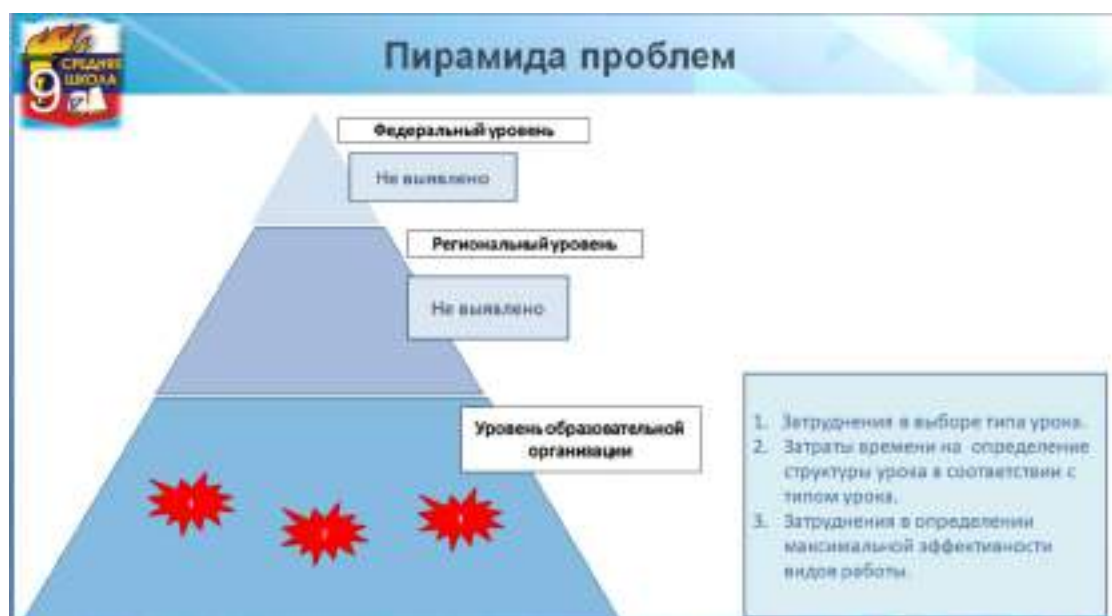 СРЕДНЯЯ
ШКОЛА
9
Пирамида проблем
Федеральный уровень
Не выявлено
Региональный уровень
Не выявлено
Уровень образовательной
организации
1. Затруднения в выборе типа урока.
2. Затраты времени на определение
структуры урока в соответствии с
типом урока.
3. Затруднения в определении
максимальной эффективности
видов работы.